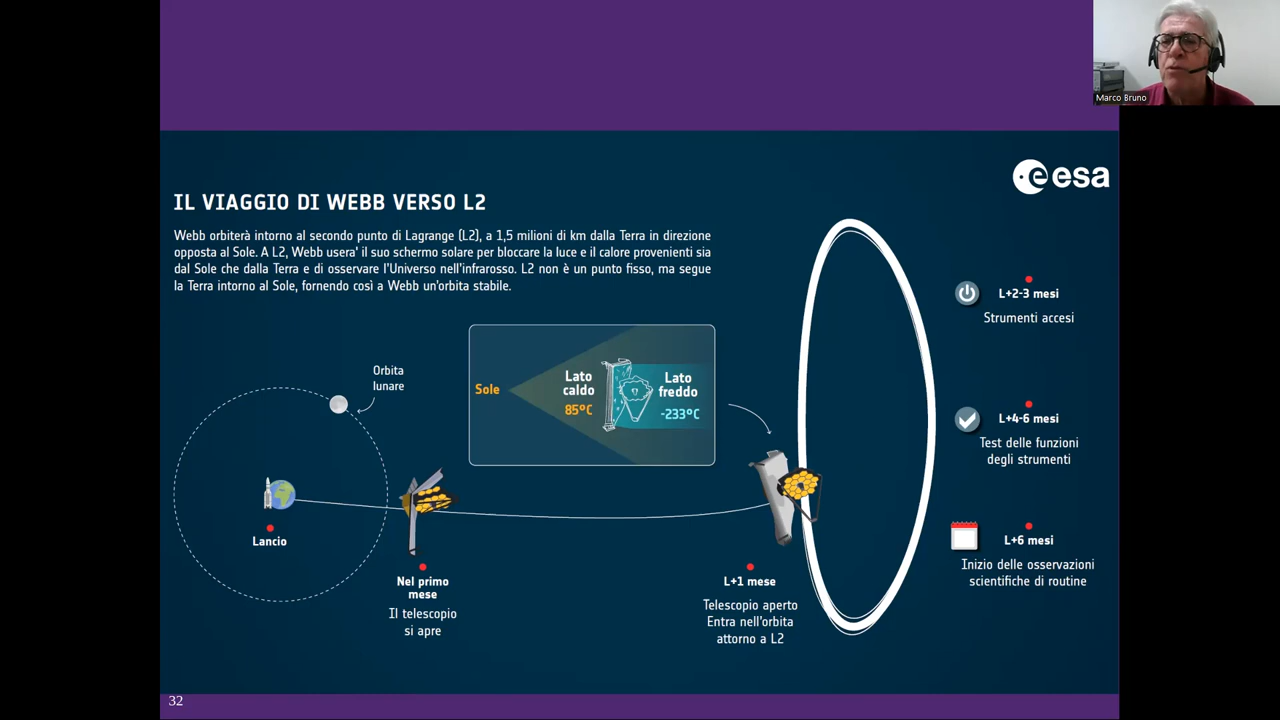 Marco Bruno
esa
IL VIAGGIO DI WEBB VERSO L2
Webb orbiterà intorno al secondo punto di Lagrange (L2), a 1,5 milioni di km dalla Terra in direzione
opposta al Sole. A L2, Webb usera' il suo schermo solare per bloccare la luce e il calore provenienti sia
dal Sole che dalla Terra e di osservare l'Universo nell'infrarosso. L2 non è un punto fisso, ma segue
la Terra intorno al Sole, fornendo così a Webb un'orbita stabile.
Orbita
lunare
Sole
Lato
caldo
85°C
Lato
freddo
-233°C
Lancio
Nel primo
mese
Il telescopio
si apre
L+1 mese
Telescopio aperto
Entra nell'orbita
attorno a L2
L+2-3 mesi
Strumenti accesi
L+4-6 mesi
Test delle funzioni
degli strumenti
L+6 mesi
Inizio delle osservazioni
scientifiche di routine
32